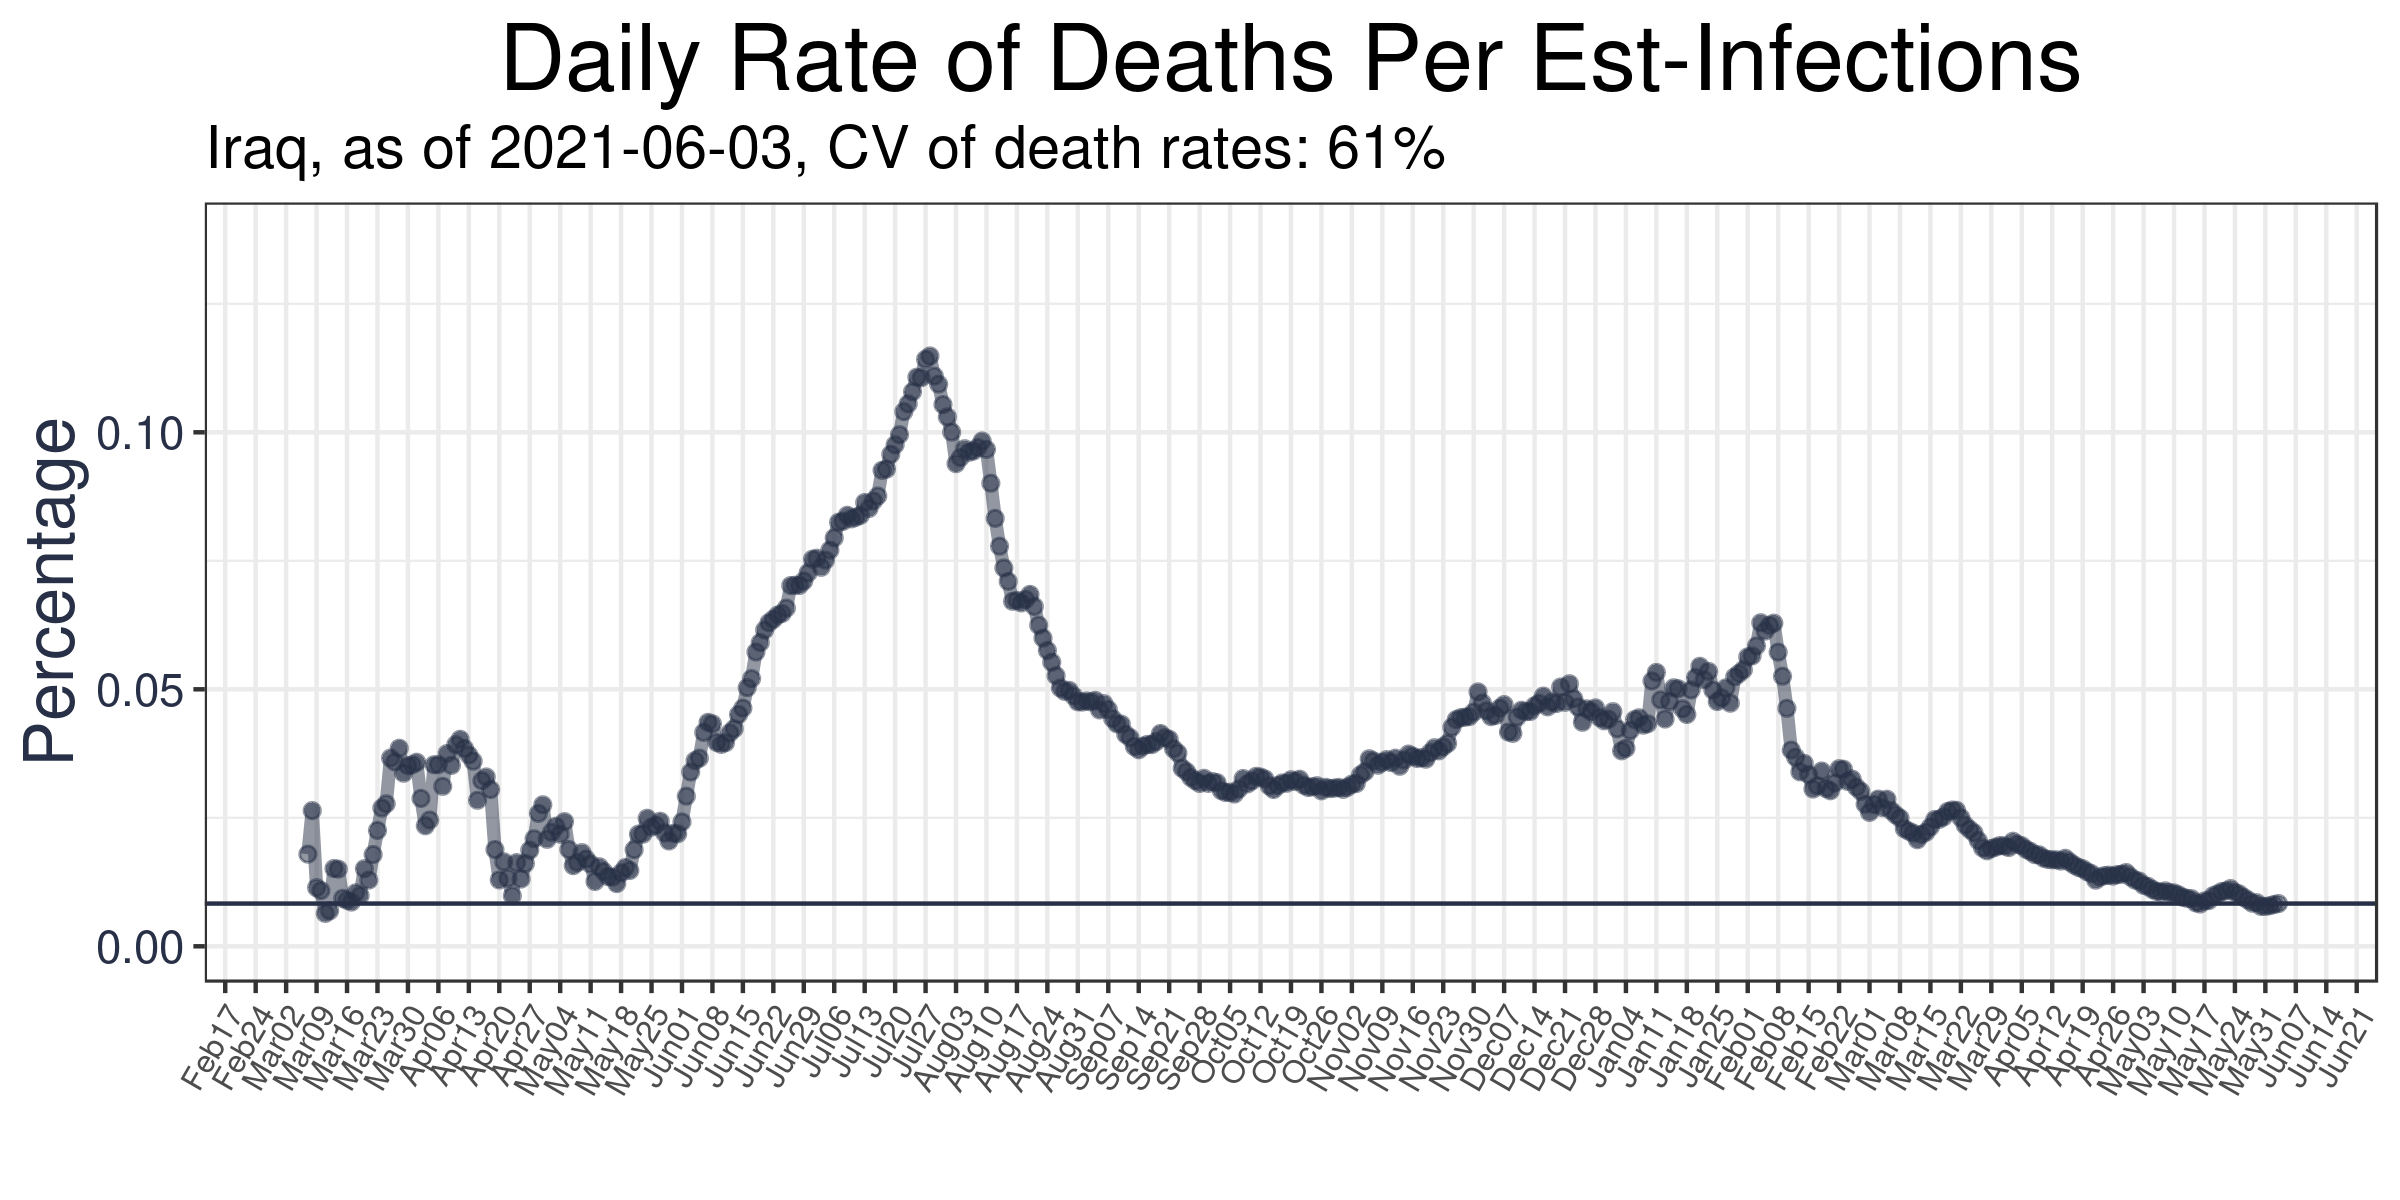 Daily Rate of Deaths Per Est-Infections
Iraq, as of 2021-06-03, CV of death rates: 61%
Percentage
0.10
0.05
0.00
Feb17
Feb24
Mar02
Mar09
Mar16
Mar23
Mar30
Apr06
Apr13
Apr20
Apr27
May04
May11
May18
May25
Jun01
Jun08
Jun15
Jun22
Jun29
Jul06
Jul13
Jul20
Jul27
Aug03
Aug10
Aug17
Aug24
Aug31
Sep07
Sep14
Sep21
Sep28
Oct05
Oct12
Oct19
Oct26
Nov02
Nov09
Nov16
Nov23
Nov30
Dec07
Dec14
Dec21
Dec28
Jan04
Jan11
Jan18
Jan25
Feb01
Feb08
Feb15
Feb22
Mar01
Mar08
Mar15
Mar22
Mar29
Apr05
Apr12
Apr19
Apr26
May03
May10
May17
May24
May31
Jun07
Jun14
Jun21